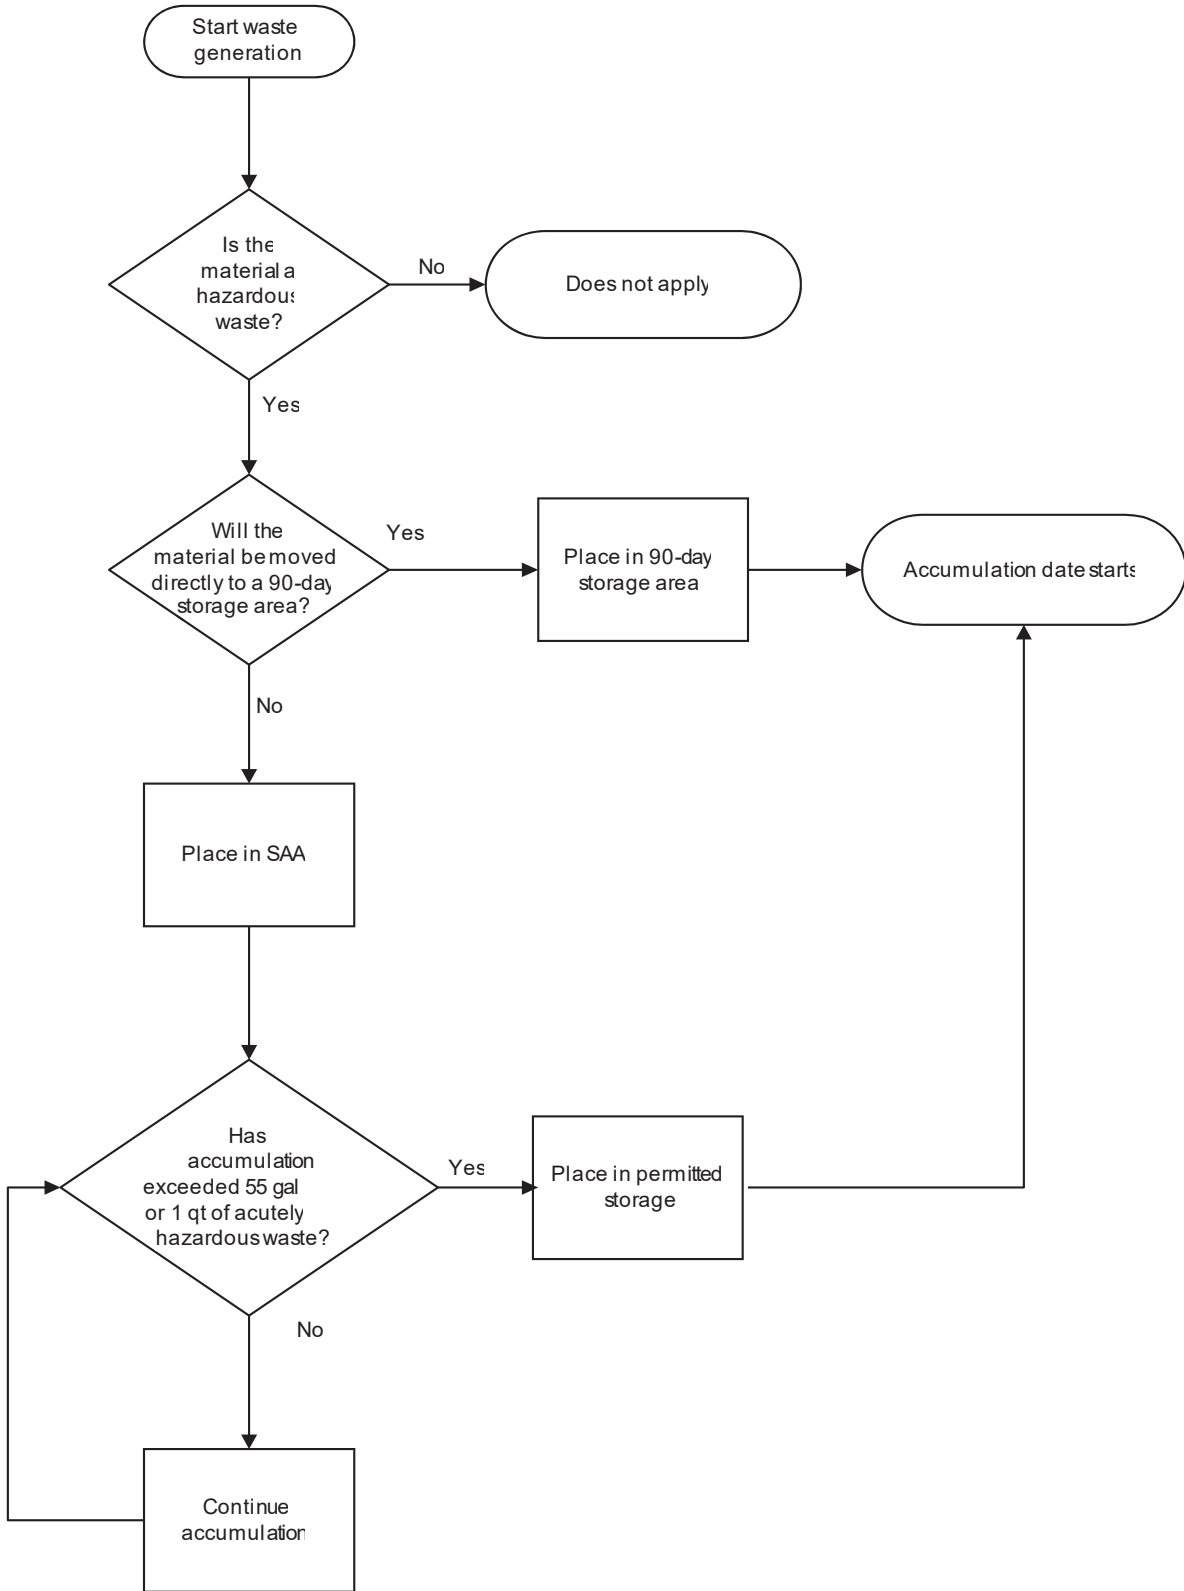 Start waste
generation
Is the
material a
hazardous
waste?
No
Does not apply
Yes
Will the
material be moved
directly to a 90-day
storage area?
Yes
Place in 90-day
storage area
Accumulation date starts
No
Place in SAA
Has
accumulation
exceeded 55 gal
or 1 qt of acutely
hazardous waste?
Yes
Place in permitted
storage
No
Continue
accumulation